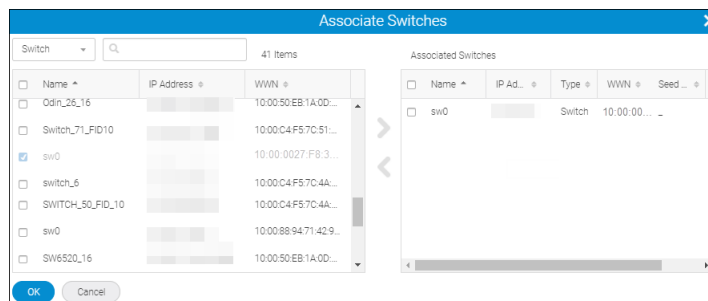 Associate Switches
Switch
41 Items
Associated Switches
Name IP Address WWN
Odin_26_16 10:00:50:EB:1A:0D:...
Switch_71_FID10 10:00:C4:F5:7C:51:...
sw0 10:00:0027:F8:3...
switch_6 10:00:C4:F5:7C:4A:...
SWITCH_50_FID_10 10:00:C4:F5:7C:4A:...
sw0 10:00:88:94:71:42:9...
SW6520_16 10:00:50:EB:1A:0D:...
Name IP Ad... Type WWN Seed ...
sw0 Switch 10:00:00... _
OK Cancel